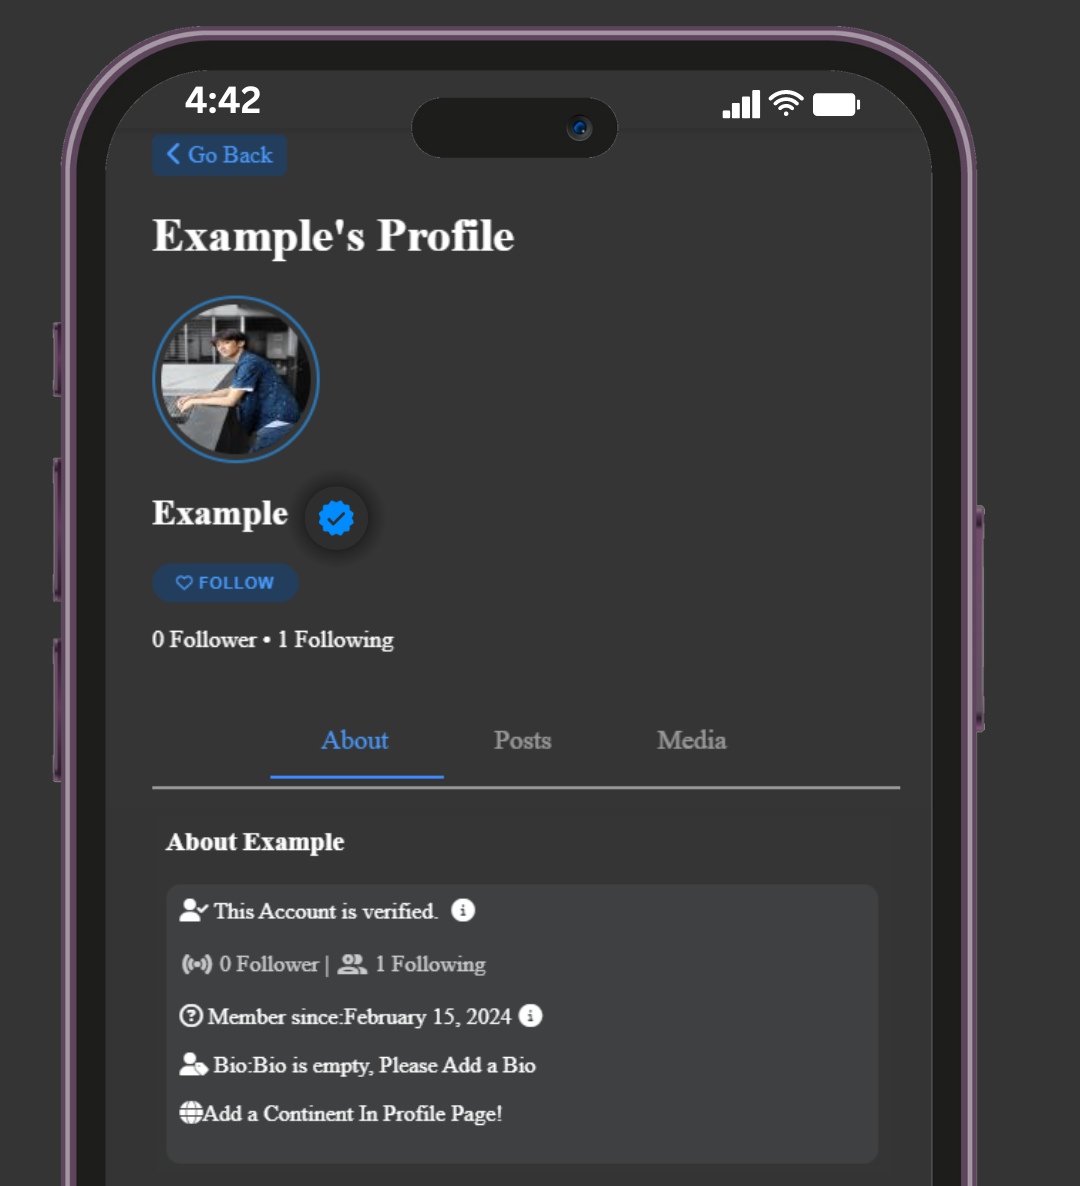 4:42
Go Back
Example's Profile
Example
FOLLOW
0 Follower • 1 Following
About Posts Media
About Example
This Account is verified.
0 Follower | 1 Following
Member since:February 15, 2024
Bio:Bio is empty, Please Add a Bio
Add a Continent In Profile Page!